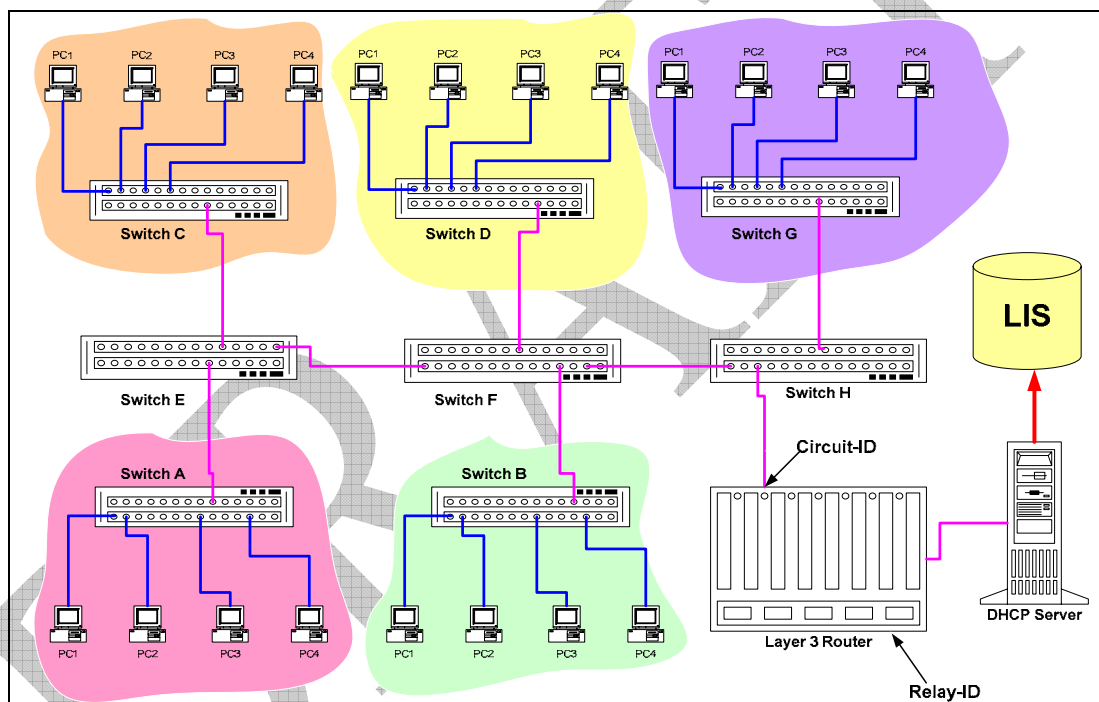 PC1 PC2 PC3 PC4
PC1 PC2 PC3 PC4
PC1 PC2 PC3 PC4
Switch C
Switch D
Switch G
LIS
Switch E
Switch F
Switch H
Circuit-ID
Switch A
Switch B
DHCP Server
PC1 PC2 PC3 PC4
PC1 PC2 PC3 PC4
Layer 3 Router
Relay-ID